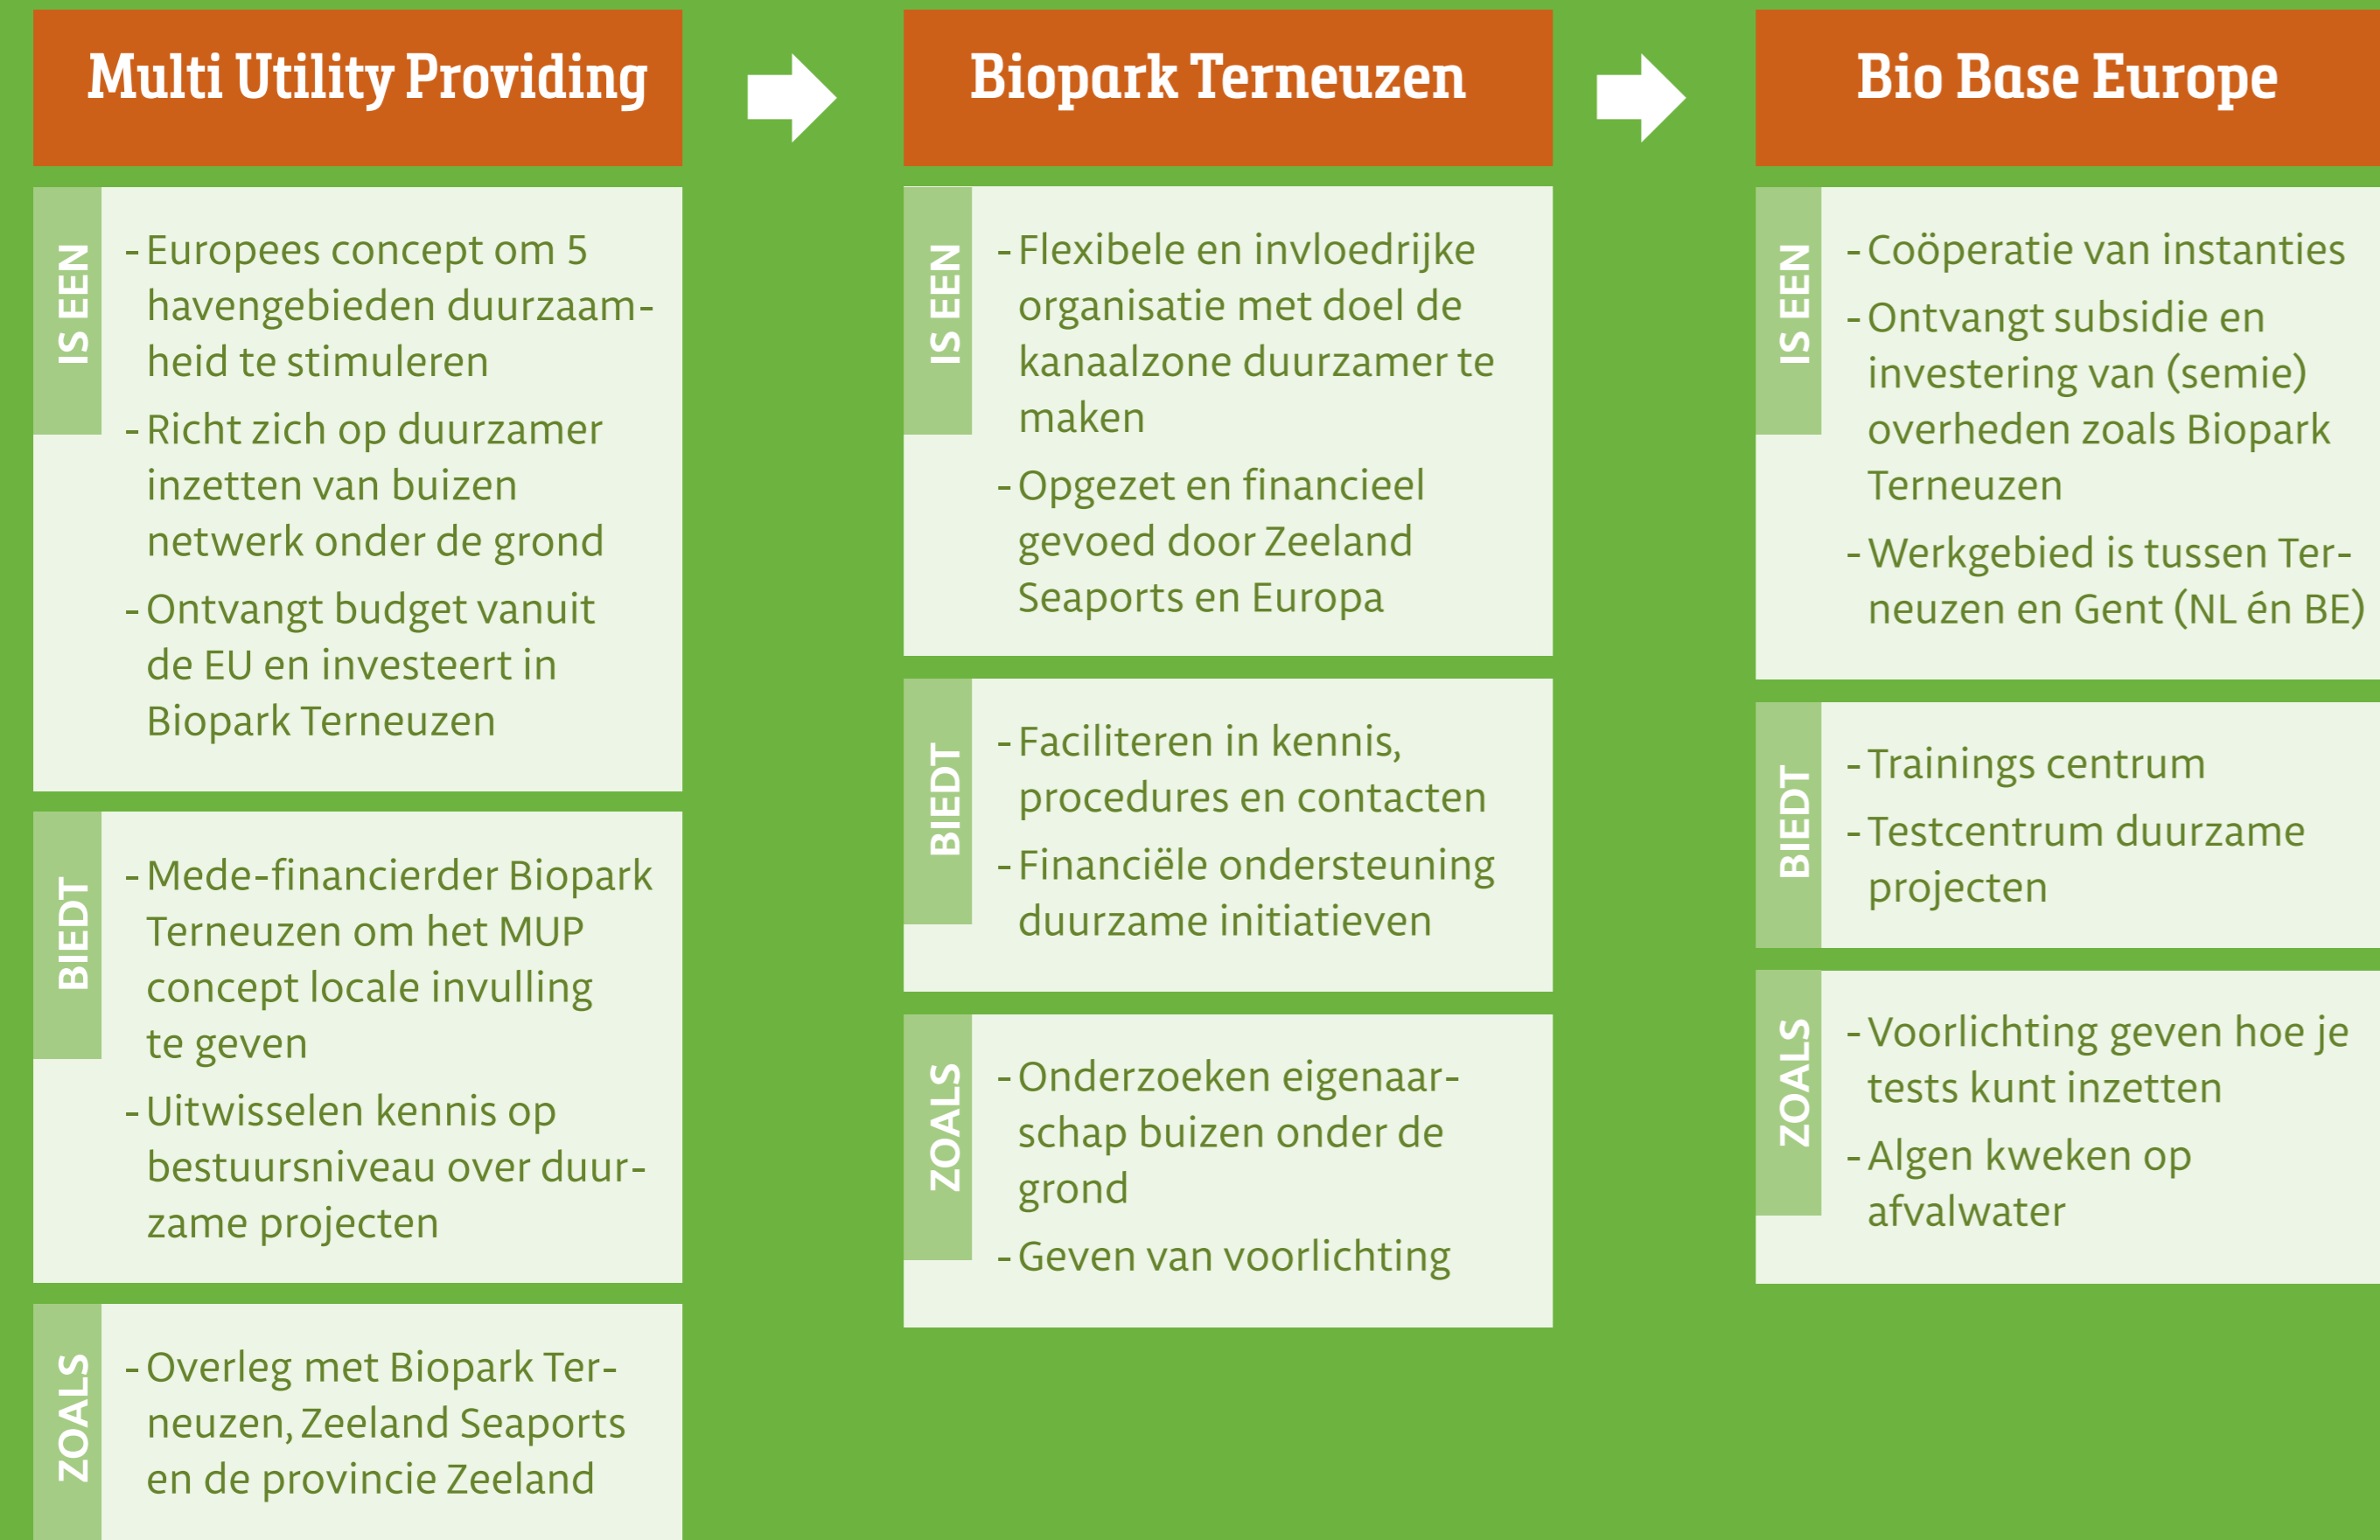 Multi Utility Providing
IS EEN
- Europees concept om 5
havengebieden duurzaam-
heid te stimuleren
- Richt zich op duurzamer
inzetten van buizen
netwerk onder de grond
- Ontvangt budget vanuit
de EU en investeert in
Biopark Terneuzen
BIEDT
- Mede-financierder Biopark
Terneuzen om het MUP
concept locale invulling
te geven
- Uitwisselen kennis op
bestuursniveau over duur-
zame projecten
ZOALS
- Overleg met Biopark Ter-
neuzen, Zeeland Seaports
en de provincie Zeeland
Biopark Terneuzen
IS EEN
- Flexibele en invloedrijke
organisatie met doel de
kanaalzone duurzamer te
maken
- Opgezet en financieel
gevoed door Zeeland
Seaports en Europa
BIEDT
- Faciliteren in kennis,
procedures en contacten
- Financiële ondersteuning
duurzame initiatieven
ZOALS
- Onderzoeken eigenaar-
schap buizen onder de
grond
- Geven van voorlichting
Bio Base Europe
IS EEN
- Coöperatie van instanties
- Ontvangt subsidie en
investering van (semie)
overheden zoals Biopark
Terneuzen
- Werkgebied is tussen Ter-
neuzen en Gent (NL én BE)
BIEDT
- Trainings centrum
- Testcentrum duurzame
projecten
ZOALS
- Voorlichting geven hoe je
tests kunt inzetten
- Algen kweken op
afvalwater